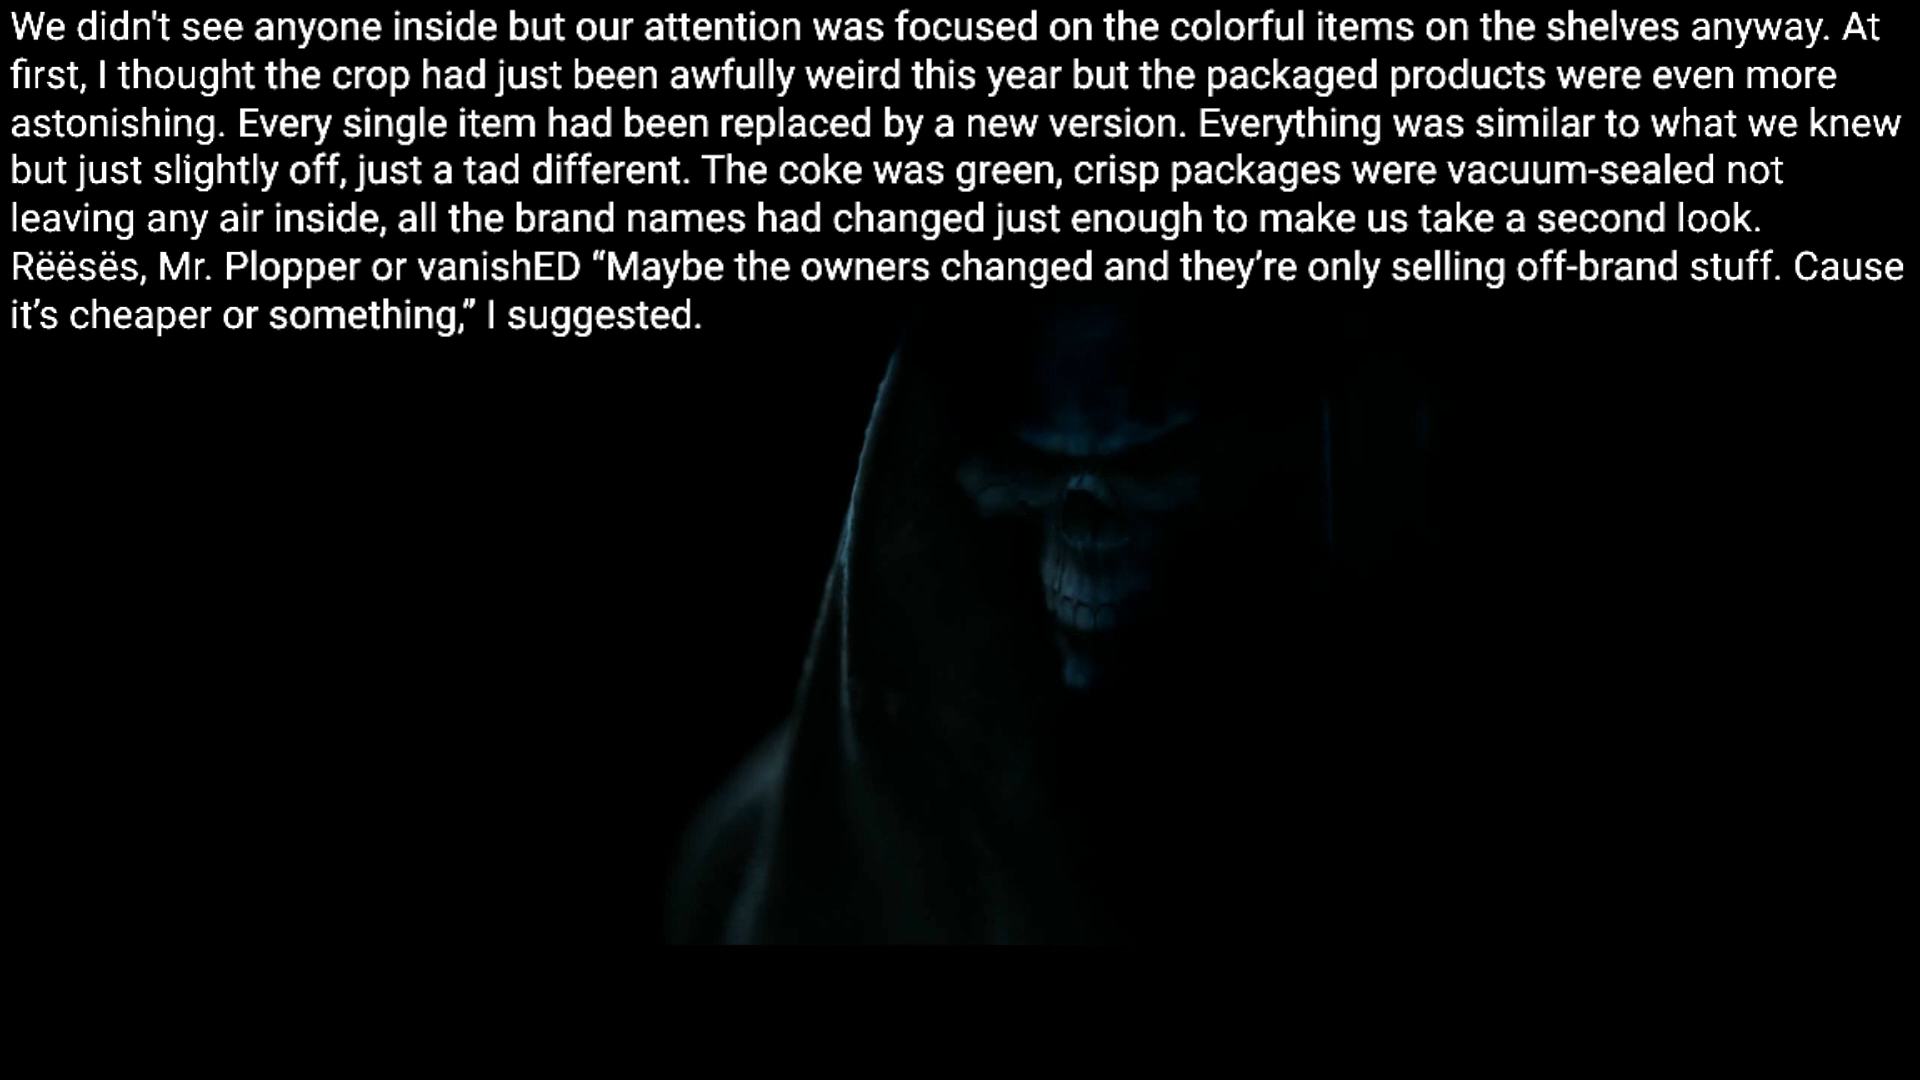 We didn't see anyone inside but our attention was focused on the colorful items on the shelves anyway. At
first, I thought the crop had just been awfully weird this year but the packaged products were even more
astonishing. Every single item had been replaced by a new version. Everything was similar to what we knew
but just slightly off, just a tad different. The coke was green, crisp packages were vacuum-sealed not
leaving any air inside, all the brand names had changed just enough to make us take a second look.
Rëësës, Mr. Plopper or vanishED “Maybe the owners changed and they’re only selling off-brand stuff. Cause
it’s cheaper or something,” I suggested.